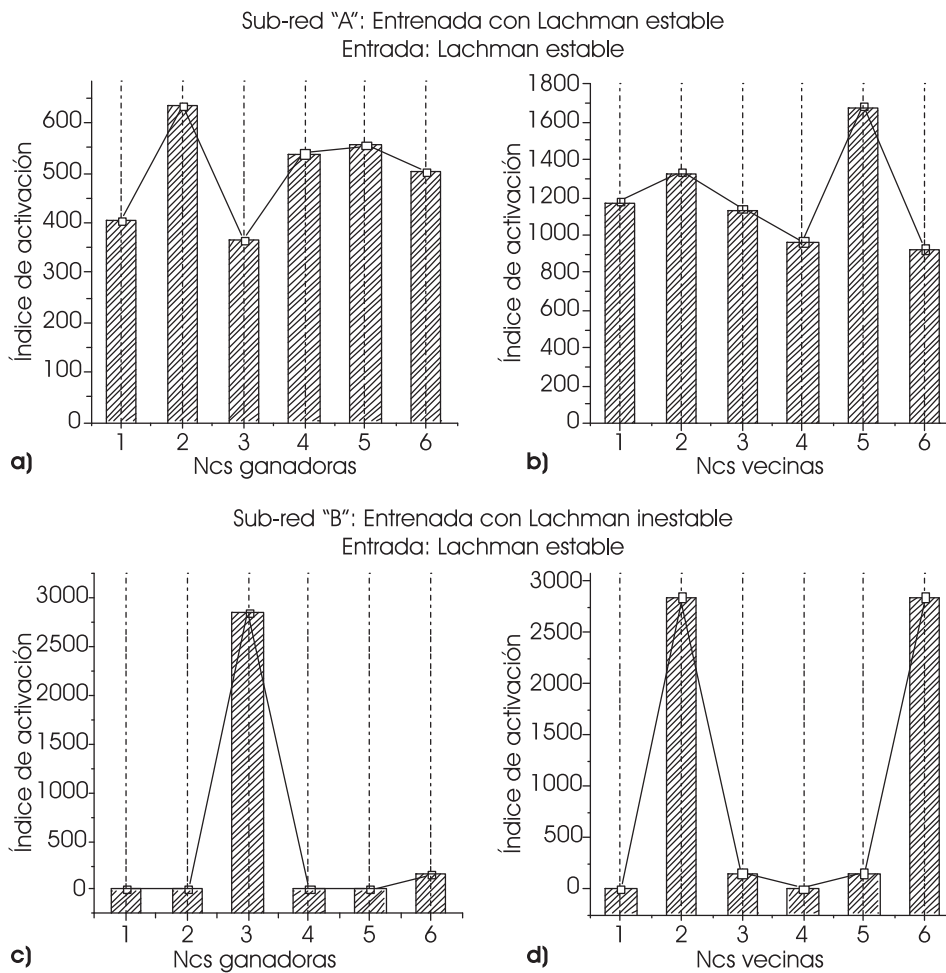 Sub-red "A": Entrenada con Lachman estable
Entrada: Lachman estable
Índice de activación
600
500
400
300
200
100
0
1 2 3 4 5 6
a)
Ncs ganadoras
Índice de activación
1800
1600
1400
1200
1000
800
600
400
200
0
1 2 3 4 5 6
b)
Ncs vecinas
Sub-red "B": Entrenada con Lachman inestable
Entrada: Lachman estable
Índice de activación
3000
2500
2000
1500
1000
500
0
1 2 3 4 5 6
c)
Ncs ganadoras
Índice de activación
3000
2500
2000
1500
1000
500
0
1 2 3 4 5 6
d)
Ncs vecinas